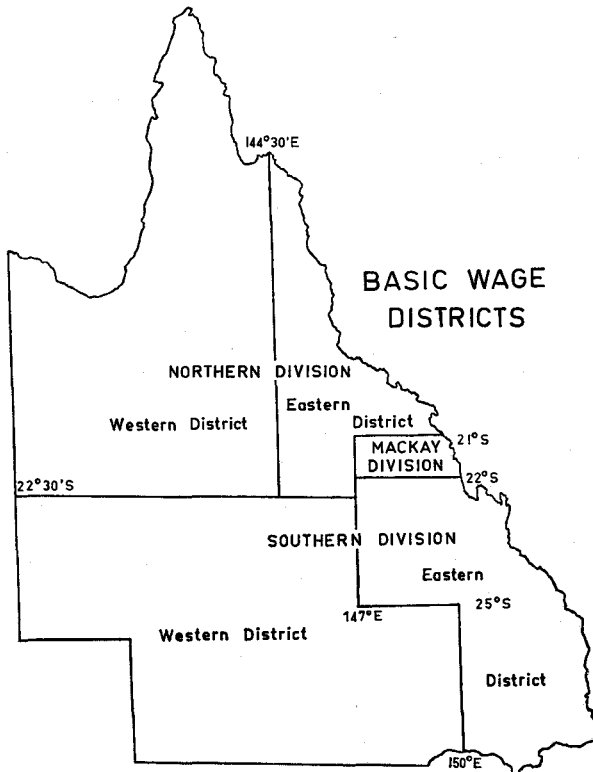 144°30'E
BASIC WAGE
DISTRICTS
NORTHERN DIVISION
Western District
Eastern
District
21°S
MACKAY
DIVISION
22°S
22°30'S
SOUTHERN DIVISION
Eastern
25°S
147°E
Western District
District
150°E